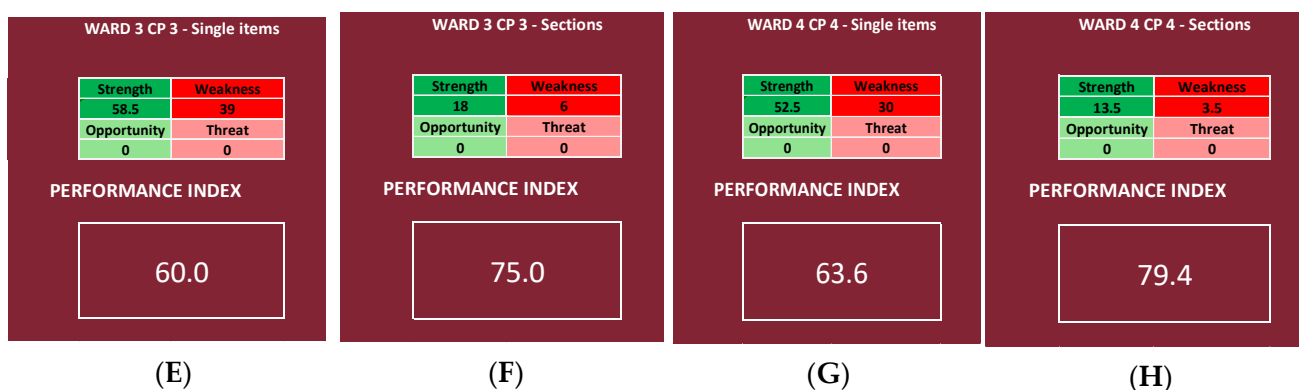 WARD 3 CP 3 - Single items
Strength Weakness
58.5 39
Opportunity Threat
0 0
PERFORMANCE INDEX
60.0
(E)
WARD 3 CP 3 - Sections
Strength Weakness
18 6
Opportunity Threat
0 0
PERFORMANCE INDEX
75.0
(F)
WARD 4 CP 4 - Single items
Strength Weakness
52.5 30
Opportunity Threat
0 0
PERFORMANCE INDEX
63.6
(G)
WARD 4 CP 4 - Sections
Strength Weakness
13.5 3.5
Opportunity Threat
0 0
PERFORMANCE INDEX
79.4
(H)